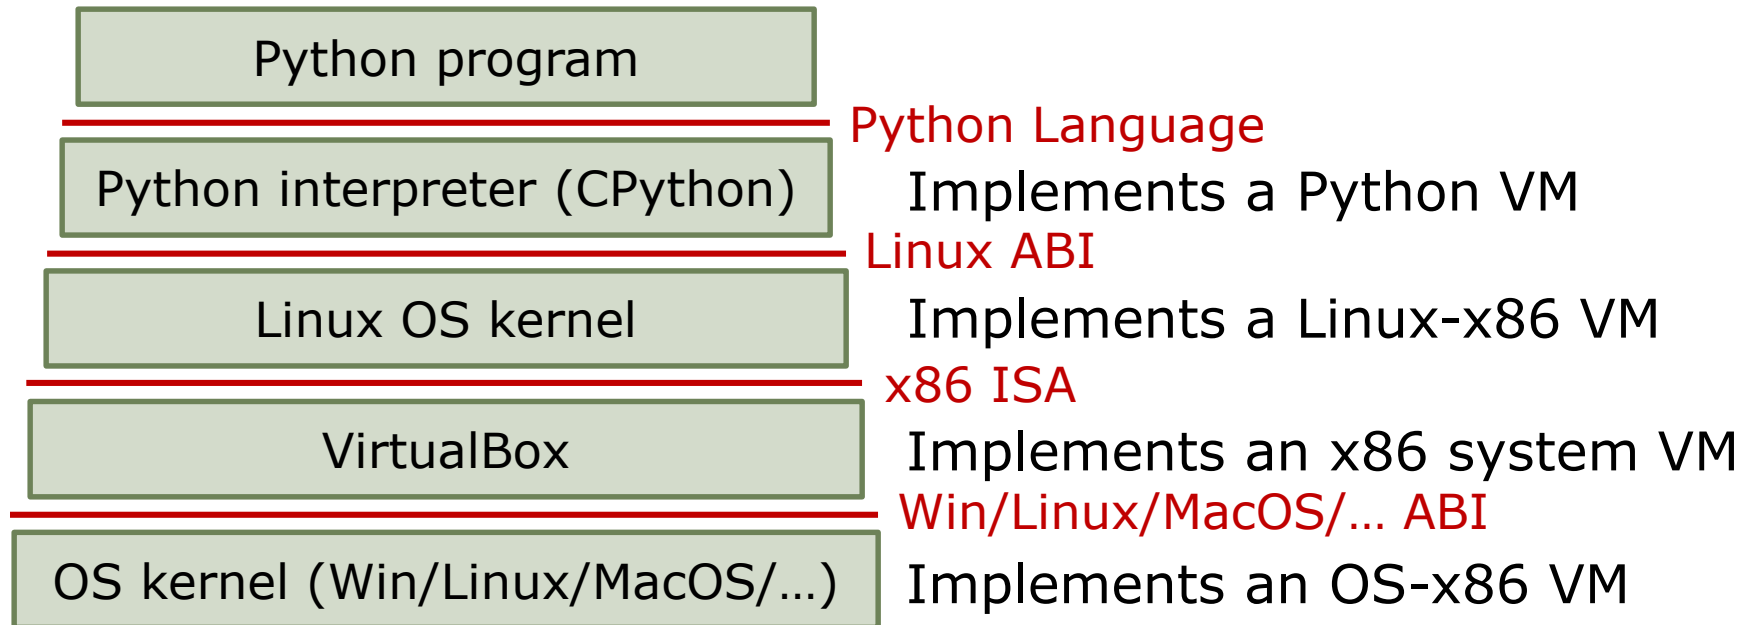 Python program
Python Language
Python interpreter (CPython)
Implements a Python VM
Linux ABI
Linux OS kernel
Implements a Linux-x86 VM
x86 ISA
VirtualBox
Implements an x86 system VM
Win/Linux/MacOS/… ABI
OS kernel (Win/Linux/MacOS/…)
Implements an OS-x86 VM